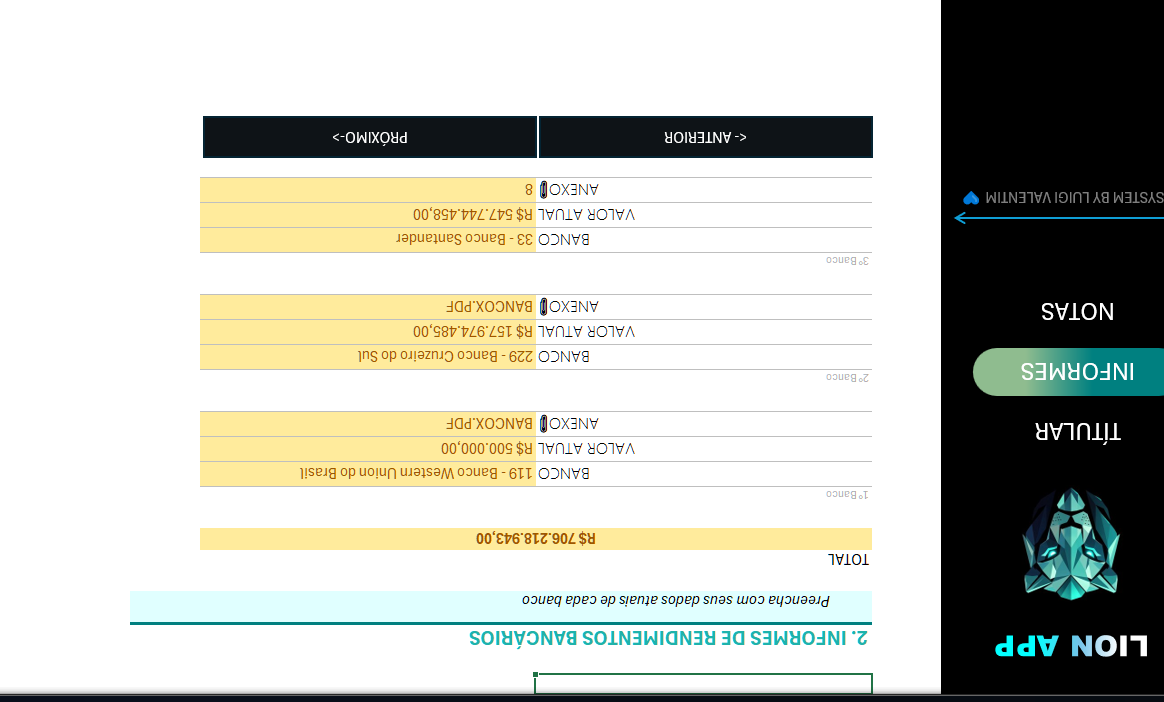 LION APP
TÍTULAR
INFORMES
NOTAS
SYSTEM BY LUIGI VALENTIM
2. INFORMES DE RENDIMENTOS BANCÁRIOS
Preencha com seus dados atuais de cada banco
TOTAL
R$ 706.218.943,00
1º Banco
BANCO 119 - Banco Western Union do Brasil
VALOR ATUAL R$ 500.000,00
ANEXO BANCOX.PDF
2º Banco
BANCO 229 - Banco Cruzeiro do Sul
VALOR ATUAL R$ 157.974.485,00
ANEXO BANCOX.PDF
3º Banco
BANCO 33 - Banco Santander
VALOR ATUAL R$ 547.744.458,00
ANEXO 8
<- ANTERIOR PRÓXIMO->